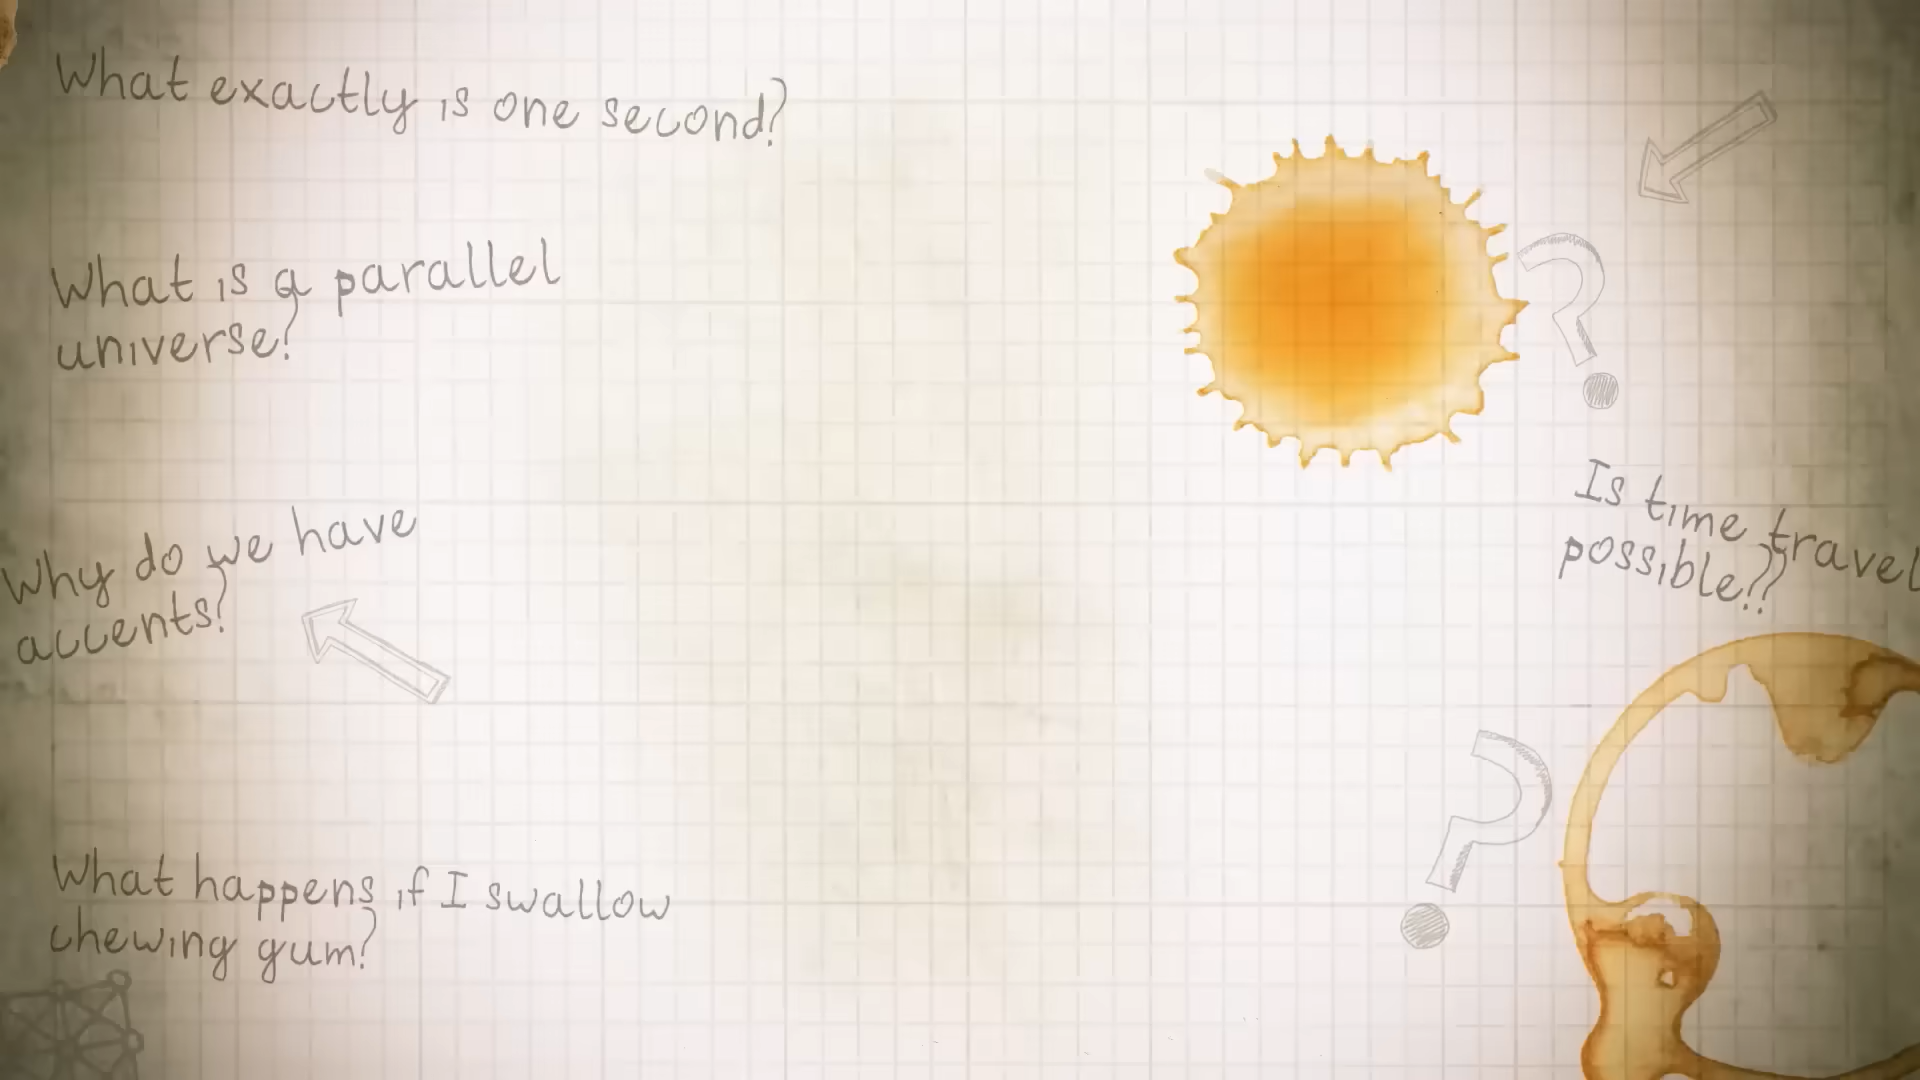 What exactly is one second?
What is a parallel
universe?
Is time travel
possible??
Why do we have
accents?
What happens if I swallow
chewing gum?